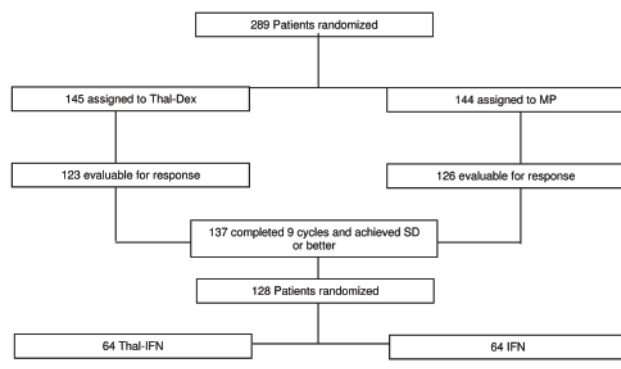 289 Patients randomized
145 assigned to Thal-Dex
144 assigned to MP
123 evaluable for response
126 evaluable for response
137 completed 9 cycles and achieved SD
or better
128 Patients randomized
64 Thal-IFN
64 IFN